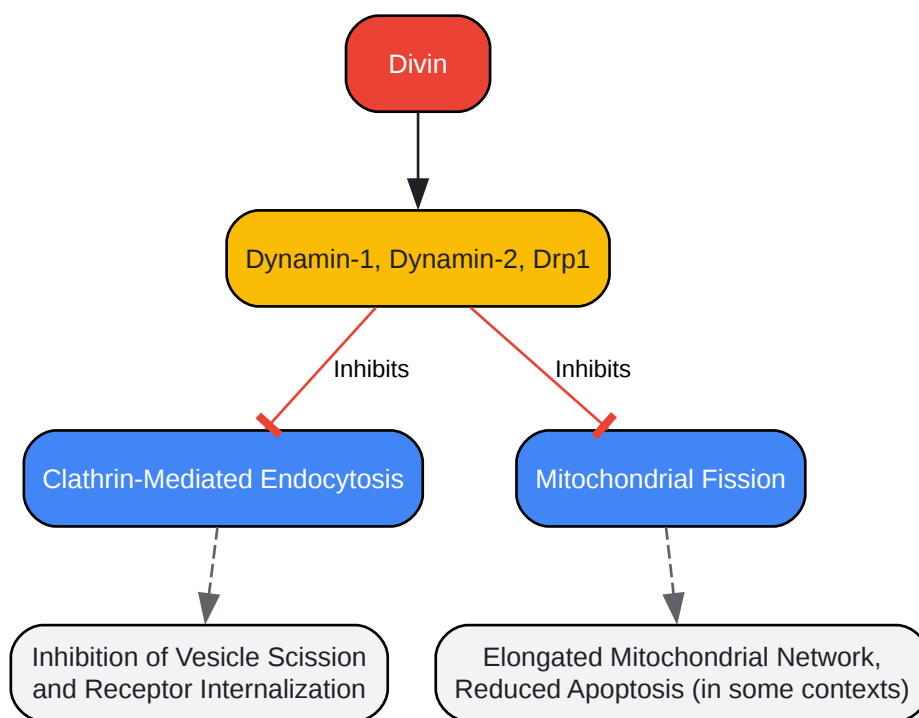 Divin
Dynamin-1, Dynamin-2, Drp1
Inhibits
Inhibits
Clathrin-Mediated Endocytosis
Mitochondrial Fission
Inhibition of Vesicle Scission
and Receptor Internalization
Elongated Mitochondrial Network,
Reduced Apoptosis (in some contexts)